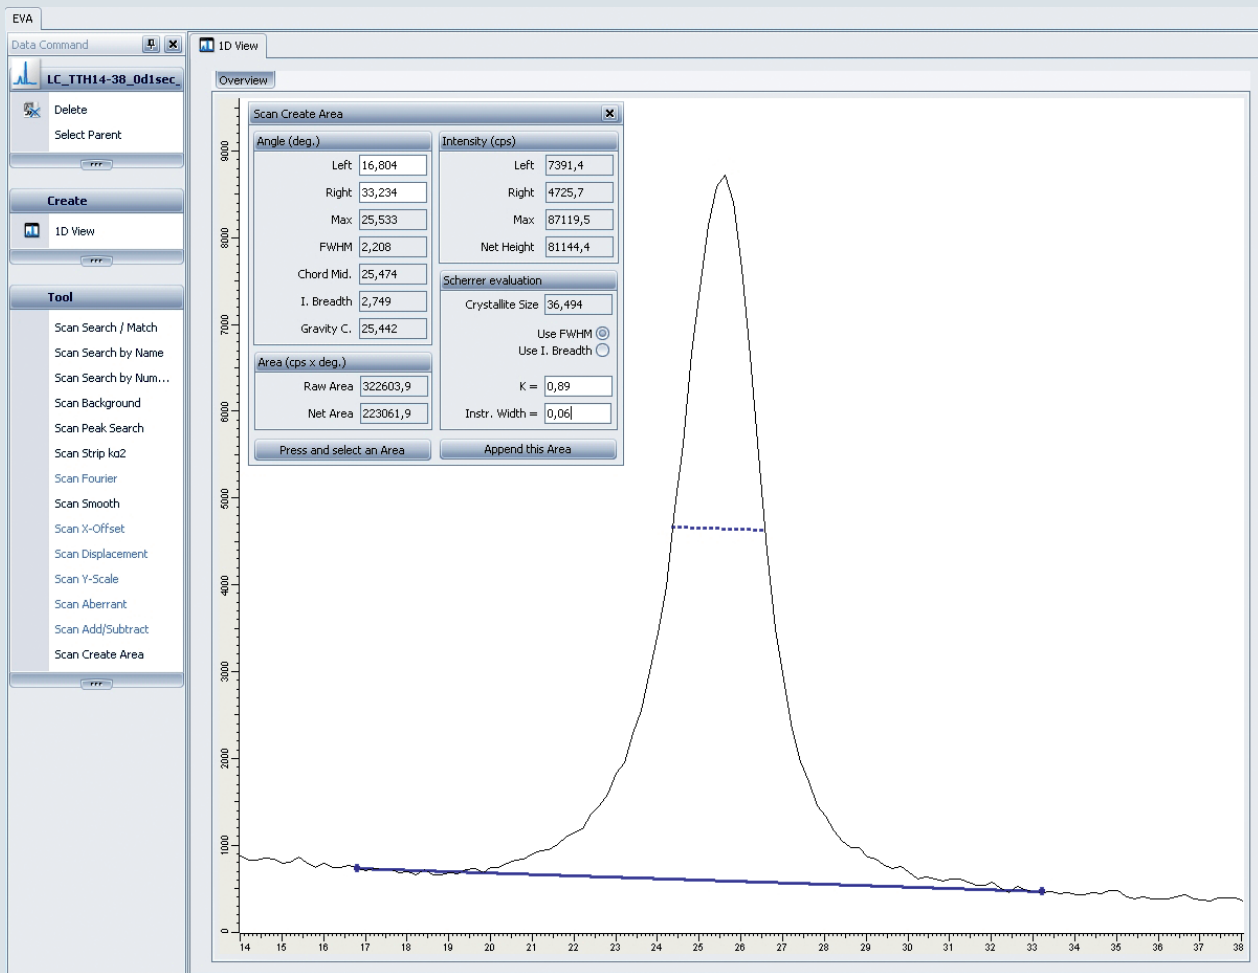 EVA
Data Command
LC_TTH14-38_0d1sec_
Delete
Select Parent
Create
1D View
Tool
Scan Search / Match
Scan Search by Name
Scan Search by Num...
Scan Background
Scan Peak Search
Scan Strip kα2
Scan Fourier
Scan Smooth
Scan X-Offset
Scan Displacement
Scan Y-Scale
Scan Aberrant
Scan Add/Subtract
Scan Create Area
1D View
Overview
Scan Create Area
Angle (deg.)
Left 16,804
Right 33,234
Max 25,533
FWHM 2,208
Chord Mid. 25,474
I. Breadth 2,749
Gravity C. 25,442
Area (cps x deg.)
Raw Area 322603,9
Net Area 223061,9
Press and select an Area
Intensity (cps)
Left 7391,4
Right 4725,7
Max 87119,5
Net Height 81144,4
Scherrer evaluation
Crystallite Size 36,494
Use FWHM
Use I. Breadth
K = 0,89
Instr. Width = 0,06
Append this Area
9000
8000
7000
6000
5000
4000
3000
2000
1000
0
14 15 16 17 18 19 20 21 22 23 24 25 26 27 28 29 30 31 32 33 34 35 36 37 38